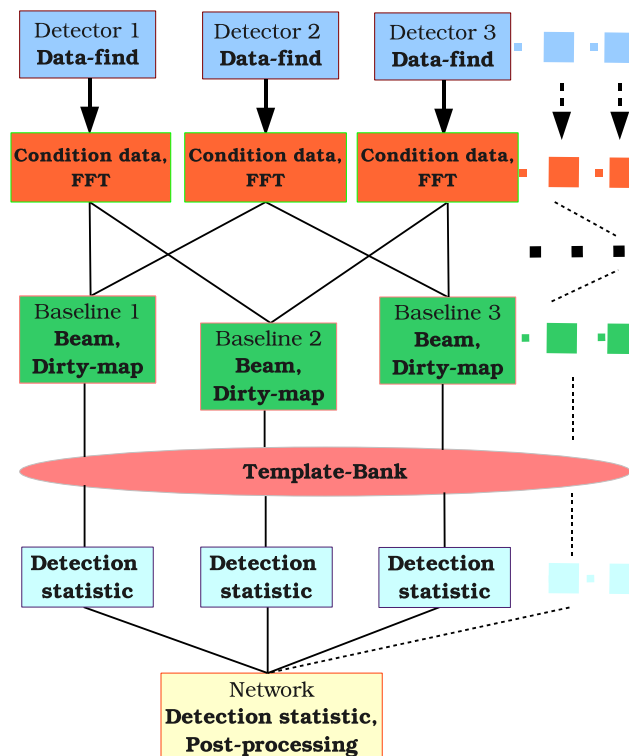 Detector 1
Data-find
Detector 2
Data-find
Detector 3
Data-find
Condition data,
FFT
Condition data,
FFT
Condition data,
FFT
Baseline 1
Beam,
Dirty-map
Baseline 2
Beam,
Dirty-map
Baseline 3
Beam,
Dirty-map
Template-Bank
Detection
statistic
Detection
statistic
Detection
statistic
Network
Detection statistic,
Post-processing